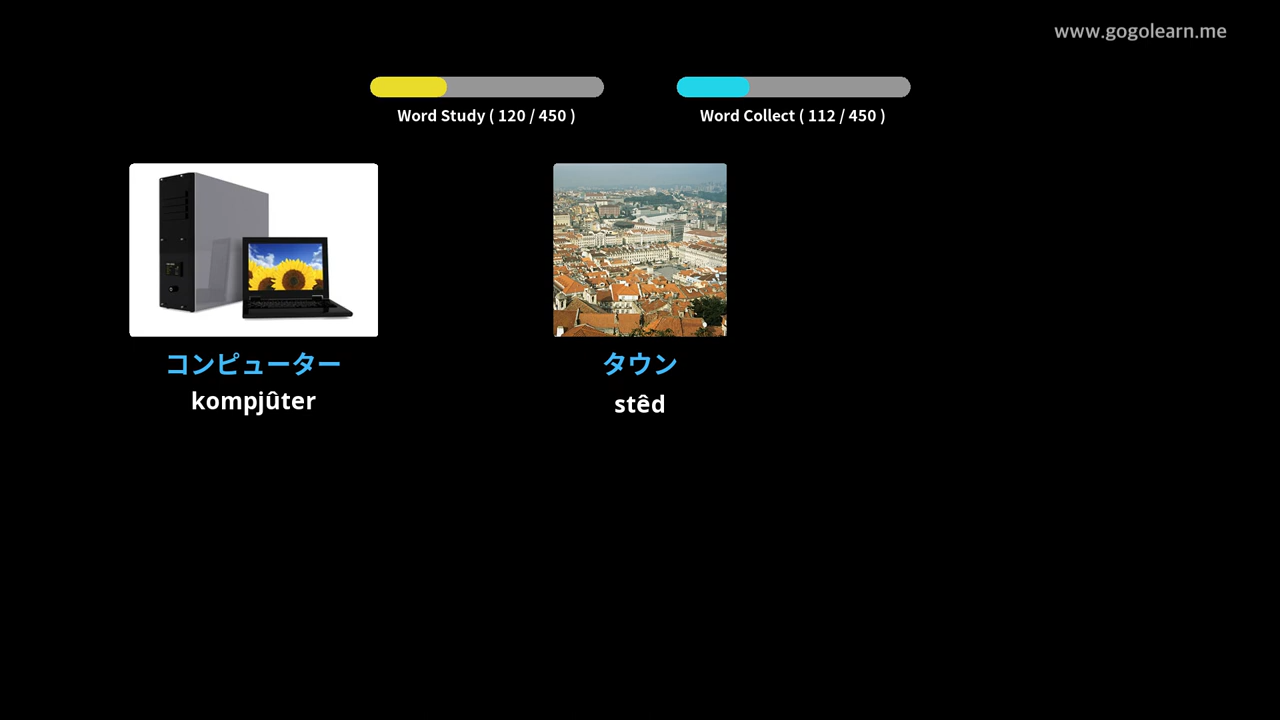 www.gogolearn.me
Word Study ( 120 / 450 )
Word Collect ( 112 / 450 )
コンピューター
kompjûter
タウン
stêd